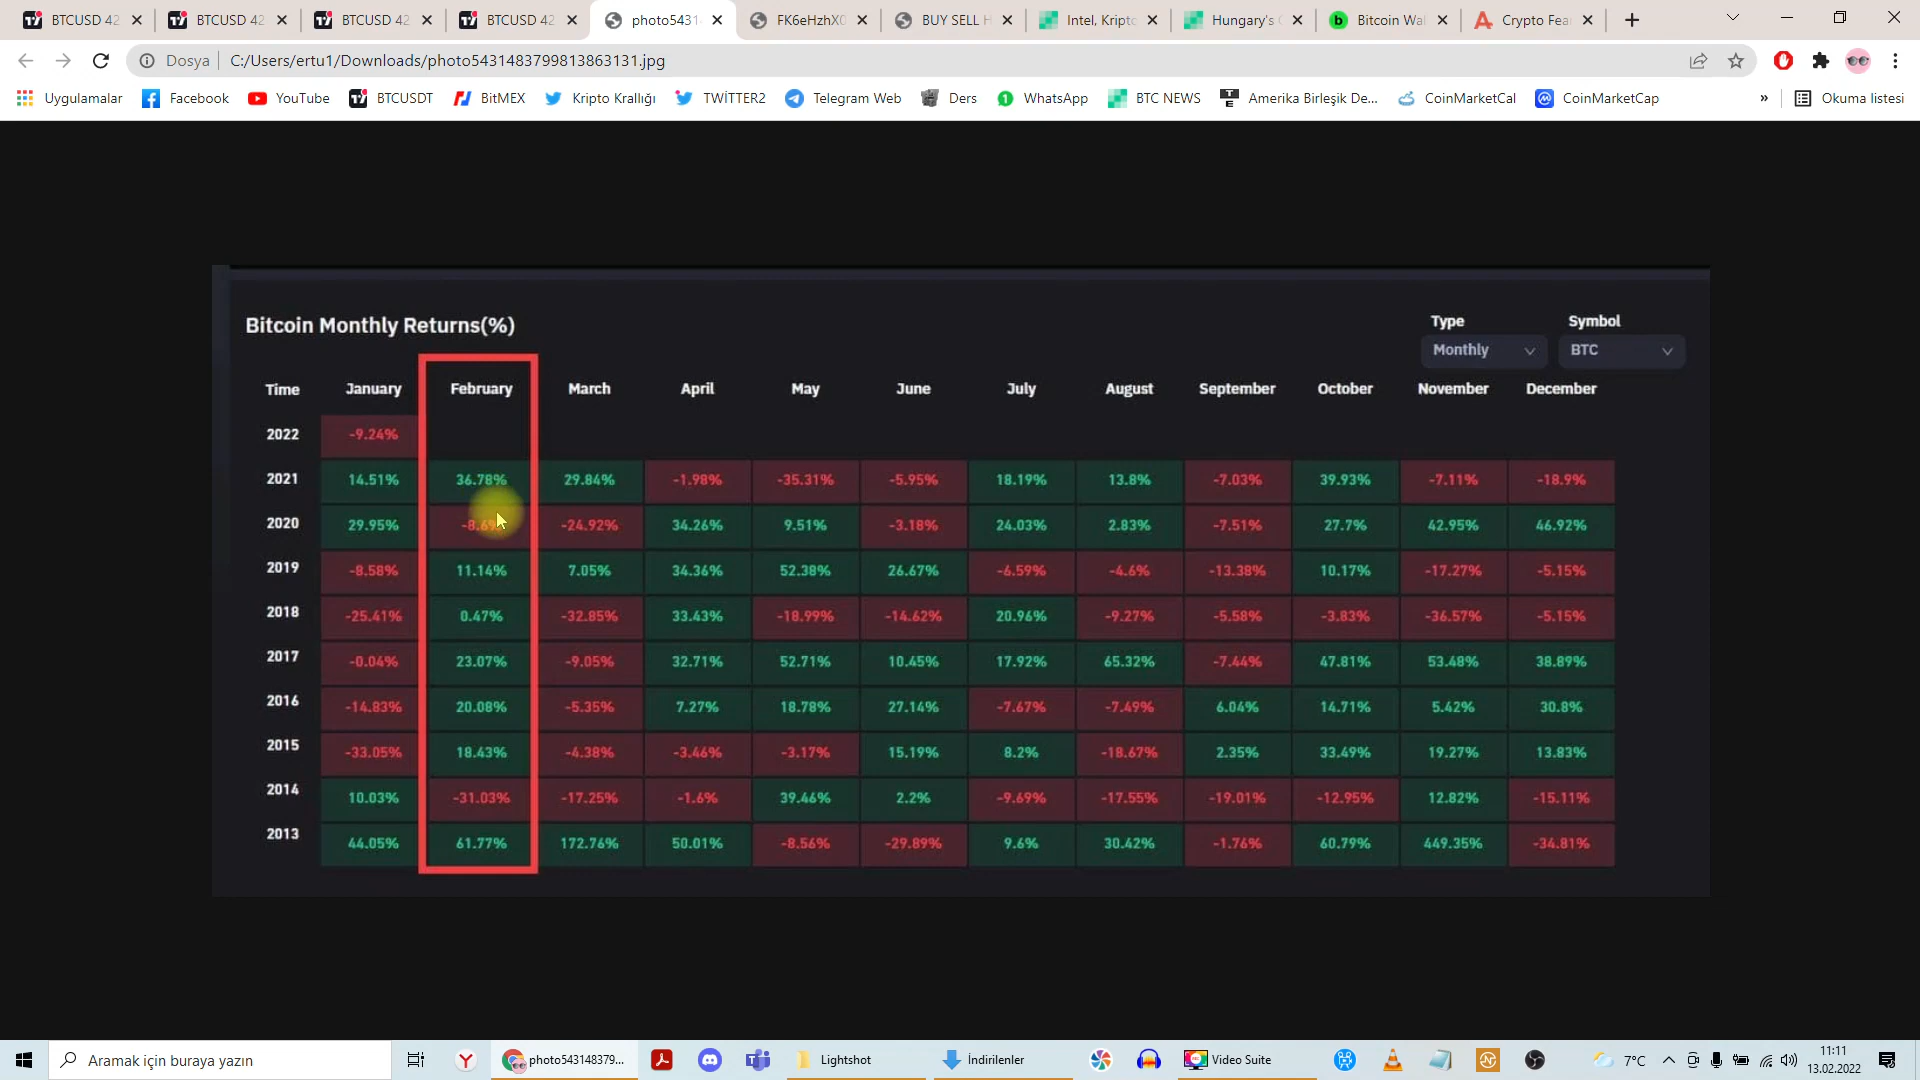 BTCUSD 42
BTCUSD 42
BTCUSD 42
BTCUSD 42
photo5431
FK6eHzhX0
BUY SELL H
Intel, Kripto
Hungary's
Bitcoin Wal
Crypto Fea
Dosya
C:/Users/ertu1/Downloads/photo5431483799813863131.jpg
Uygulamalar
Facebook
YouTube
BTCUSDT
BitMEX
Kripto Krallığı
TWİTTER2
Telegram Web
Ders
WhatsApp
BTC NEWS
Amerika Birleşik De...
CoinMarketCal
CoinMarketCap
»
Okuma listesi
Bitcoin Monthly Returns(%)
Type
Symbol
Monthly
BTC
Time January February March April May June July August September October November December
2022 -9.24%
2021 14.51% 36.78% 29.84% -1.98% -35.31% -5.95% 18.19% 13.8% -7.03% 39.93% -7.11% -18.9%
2020 29.95% -24.92% 34.26% 9.51% -3.18% 24.03% 2.83% -7.51% 27.7% 42.95% 46.92%
2019 -8.58% 11.14% 7.05% 34.36% 52.38% 26.67% -6.59% -4.6% -13.38% 10.17% -17.27% -5.15%
2018 -25.41% 0.47% -32.85% 33.43% -18.99% -14.62% 20.96% -9.27% -5.58% -3.83% -36.57% -5.15%
2017 -0.04% 23.07% -9.05% 32.71% 52.71% 10.45% 17.92% 65.32% -7.44% 47.81% 53.48% 38.89%
2016 -14.83% 20.08% -5.35% 7.27% 18.78% 27.14% -7.67% -7.49% 6.04% 14.71% 5.42% 30.8%
2015 -33.05% 18.43% -4.38% -3.46% -3.17% 15.19% 8.2% -18.67% 2.35% 33.49% 19.27% 13.83%
2014 10.03% -31.03% -17.25% -1.6% 39.46% 2.2% -9.69% -17.55% -19.01% -12.95% 12.82% -15.11%
2013 44.05% 61.77% 172.76% 50.01% -8.56% -29.89% 9.6% 30.42% -1.76% 60.79% 449.35% -34.81%
Aramak için buraya yazın
photo543148379...
Lightshot
İndirilenler
Video Suite
7°C
11:11
13.02.2022